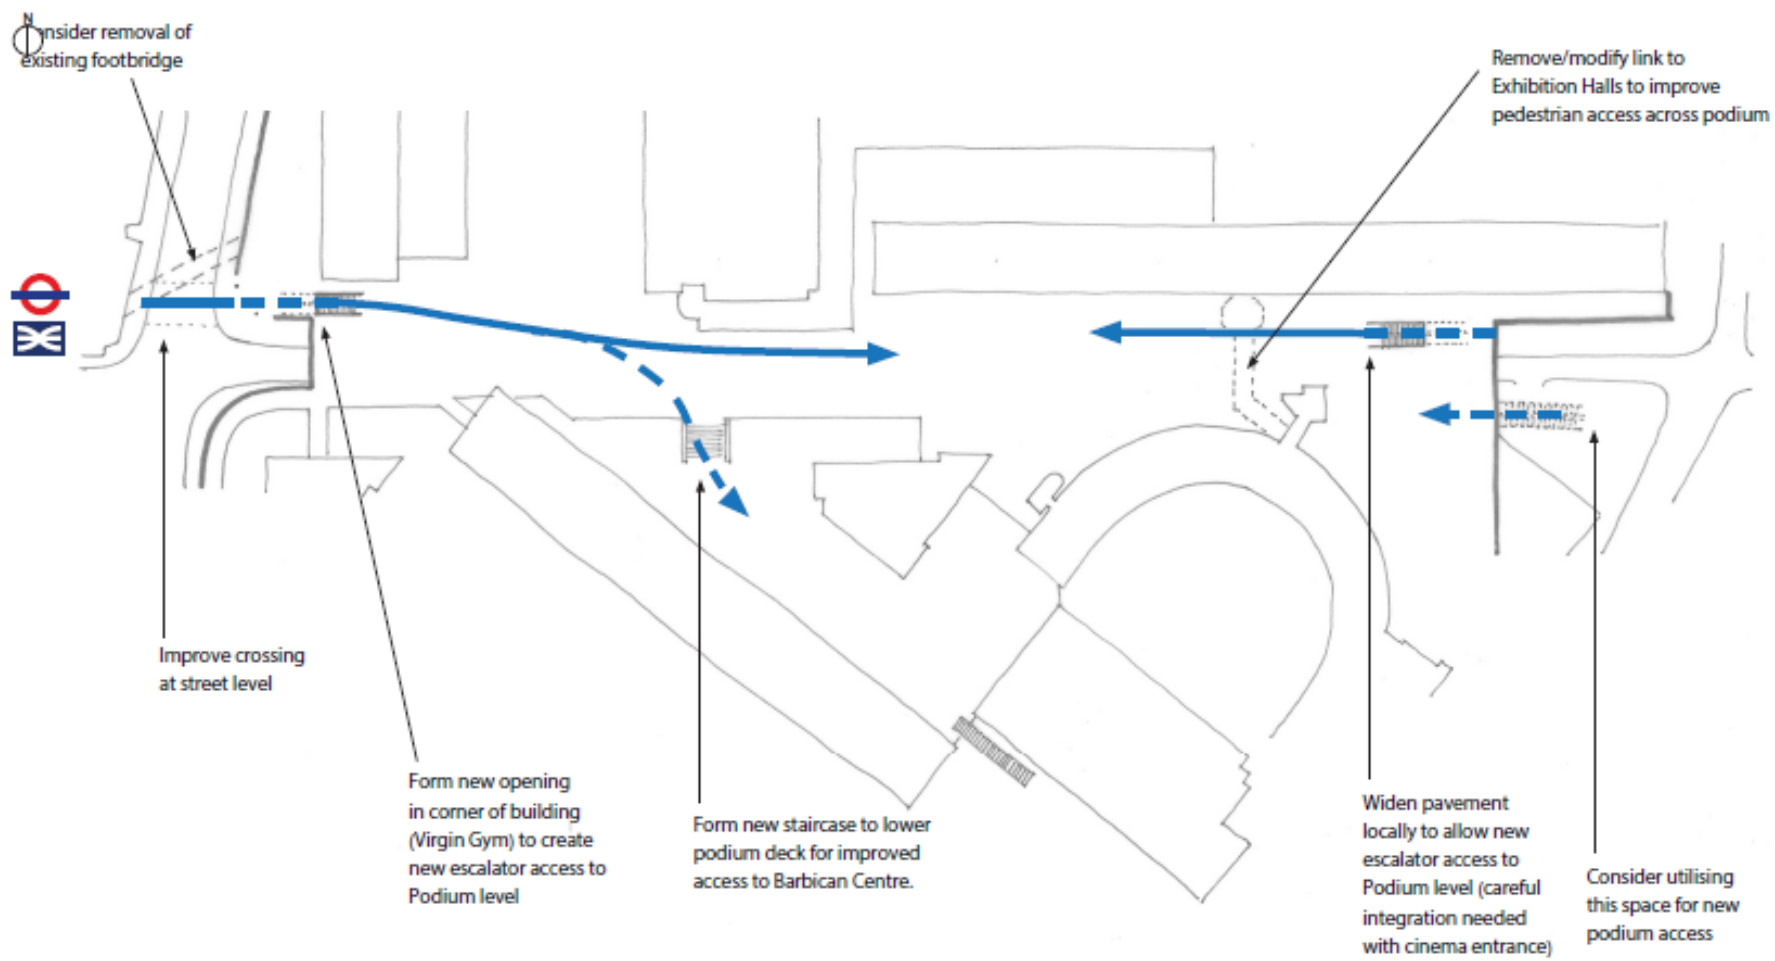 N
Consider removal of
existing footbridge
Remove/modify link to
Exhibition Halls to improve
pedestrian access across podium
Improve crossing
at street level
Form new opening
in corner of building
(Virgin Gym) to create
new escalator access to
Podium level
Form new staircase to lower
podium deck for improved
access to Barbican Centre.
Widen pavement
locally to allow new
escalator access to
Podium level (careful
integration needed
with cinema entrance)
Consider utilising
this space for new
podium access